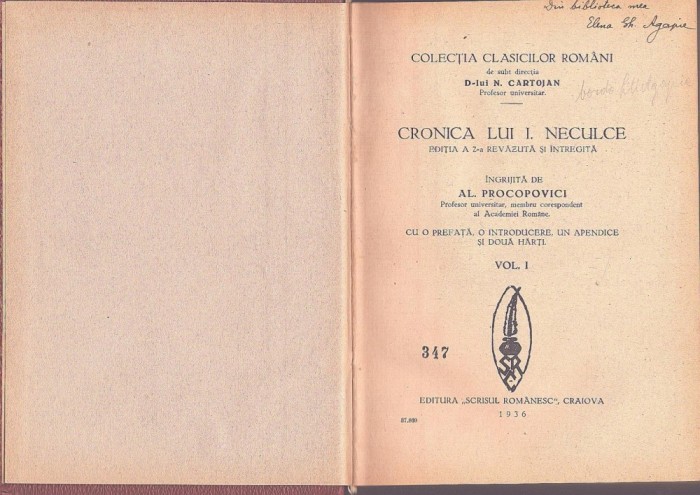 Din biblioteca mea
Elena Gh. Agapie
COLECȚIA CLASICILOR ROMÂNI
de subt direcția
D-lui N. CARTOJAN
Profesor universitar.
CRONICA LUI I. NECULCE
EDIȚIA A 2-a REVĂZUTĂ ȘI ÎNTREGITĂ
ÎNGRIJITĂ DE
AL. PROCOPOVICI
Profesor universitar, membru corespondent
al Academiei Române.
CU O PREFAȚĂ, O INTRODUCERE, UN APENDICE
ȘI DOUĂ HĂRȚI.
VOL. I
347
SR
C
EDITURA „SCRISUL ROMÂNESC", CRAIOVA
1936